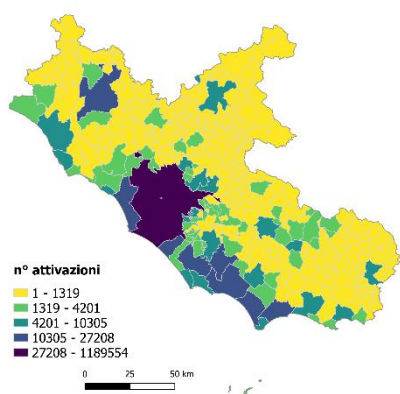 n° attivazioni
1 - 1319
1319 - 4201
4201 - 10305
10305 - 27208
27208 - 1189554
0 25 50 km